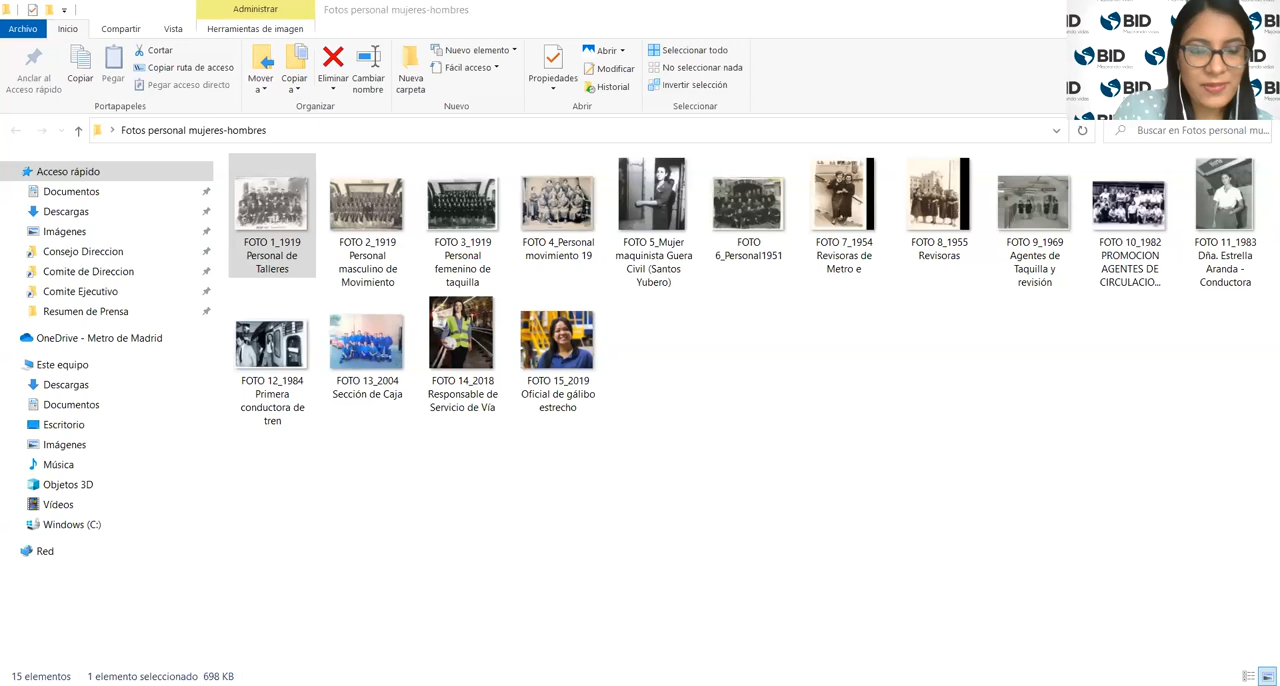 Administrar
Fotos personal mujeres-hombres
Archivo
Inicio
Compartir
Vista
Herramientas de imagen
Anclar al
Acceso rápido
Copiar
Pegar
Cortar
Copiar ruta de acceso
Pegar acceso directo
Portapapeles
Mover
a
Copiar
a
Eliminar
Cambiar
nombre
Organizar
Nueva
carpeta
Nuevo elemento
Fácil acceso
Nuevo
Propiedades
Abrir
Modificar
Historial
Abrir
Seleccionar todo
No seleccionar nada
Invertir selección
Seleccionar
BID
Mejorando vidas
BID
Mejorando vidas
Fotos personal mujeres-hombres
Buscar en Fotos personal mu...
Acceso rápido
Documentos
Descargas
Imágenes
Consejo Direccion
Comite de Direccion
Comite Ejecutivo
Resumen de Prensa
OneDrive - Metro de Madrid
Este equipo
Descargas
Documentos
Escritorio
Imágenes
Música
Objetos 3D
Vídeos
Windows (C:)
Red
FOTO 1_1919
Personal de
Talleres
FOTO 2_1919
Personal
masculino de
Movimiento
FOTO 3_1919
Personal
femenino de
taquilla
FOTO 4_Personal
movimiento 19
FOTO 5_Mujer
maquinista Guera
Civil (Santos
Yubero)
FOTO
6_Personal1951
FOTO 7_1954
Revisoras de
Metro e
FOTO 8_1955
Revisoras
FOTO 9_1969
Agentes de
Taquilla y
revisión
FOTO 10_1982
PROMOCION
AGENTES DE
CIRCULACIO...
FOTO 11_1983
Dña. Estrella
Aranda -
Conductora
FOTO 12_1984
Primera
conductora de
tren
FOTO 13_2004
Sección de Caja
FOTO 14_2018
Responsable de
Servicio de Vía
FOTO 15_2019
Oficial de gálibo
estrecho
15 elementos
1 elemento seleccionado 698 KB